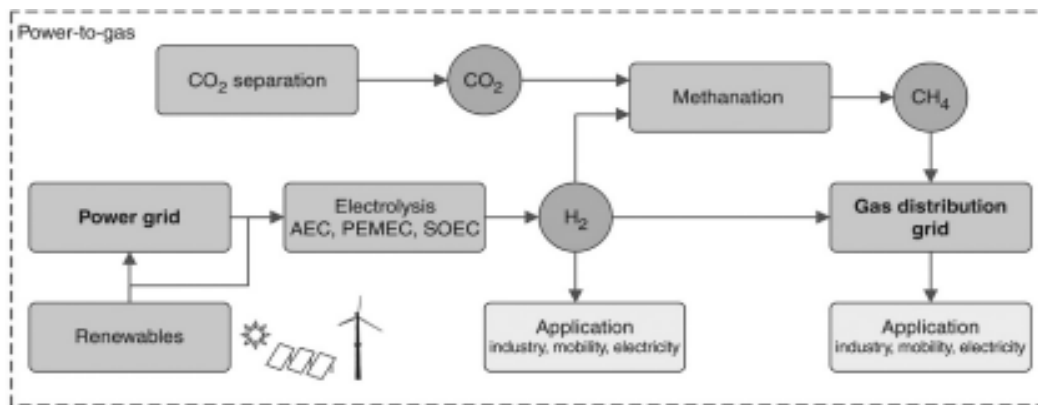 Power-to-gas
CO₂ separation
CO₂
Methanation
CH₄
Power grid
Electrolysis
AEC, PEMEC, SOEC
H₂
Gas distribution
grid
Renewables
Application
industry, mobility, electricity
Application
industry, mobility, electricity